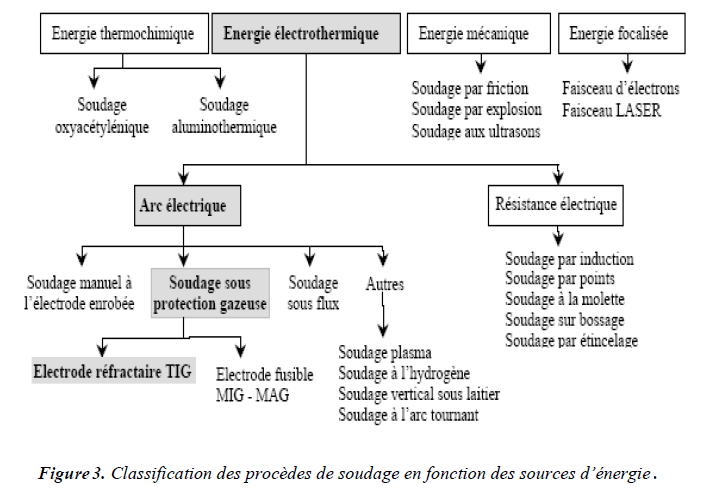 Energie thermochimique
Energie électrothermique
Energie mécanique
Energie focalisée
Soudage
oxyacétylénique
Soudage
aluminothermique
Soudage par friction
Soudage par explosion
Soudage aux ultrasons
Faisceau d’électrons
Faisceau LASER
Arc électrique
Résistance électrique
Soudage manuel à
l’électrode enrobée
Soudage sous
protection gazeuse
Soudage
sous flux
Autres
Soudage par induction
Soudage par points
Soudage à la molette
Soudage sur bossage
Soudage par étincelage
Electrode réfractaire TIG
Electrode fusible
MIG - MAG
Soudage plasma
Soudage à l’hydrogène
Soudage vertical sous laitier
Soudage à l’arc tournant
Figure 3. Classification des procèdes de soudage en fonction des sources d’énergie.